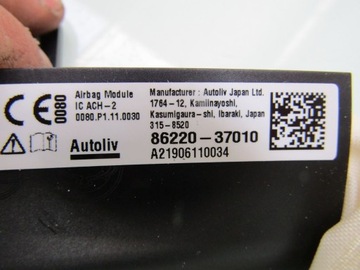 CE 0080
Airbag Module
IC ACH-2
0080.P1.11.0030
Manufacturer : Autoliv Japan Ltd.
1764-12, Kamiinayoshi,
Kasumigaura-shi, Ibaraki, Japan
315-8520
Autoliv
86220-37010
A21906110034